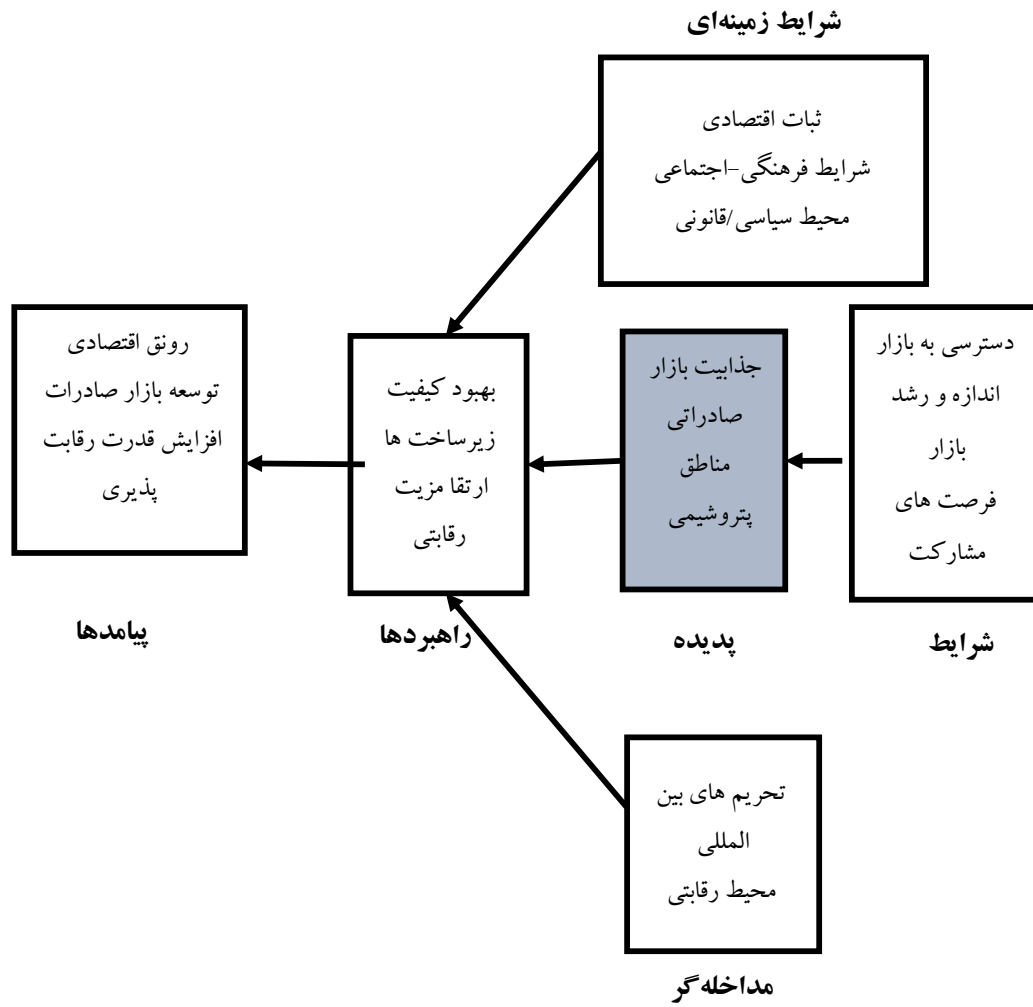 شرایط زمینه‌ای
ثبات اقتصادی
شرایط فرهنگی-اجتماعی
محیط سیاسی/قانونی
دسترسی به بازار
اندازه و رشد
بازار
فرصت های
مشارکت
شرایط
جذابیت بازار
صادراتی
مناطق
پتروشیمی
پدیده
بهبود کیفیت
زیرساخت ها
ارتقا مزیت
رقابتی
راهبردها
رونق اقتصادی
توسعه بازار صادرات
افزایش قدرت رقابت
پذیری
پیامدها
تحریم های بین
المللی
محیط رقابتی
مداخله‌گر